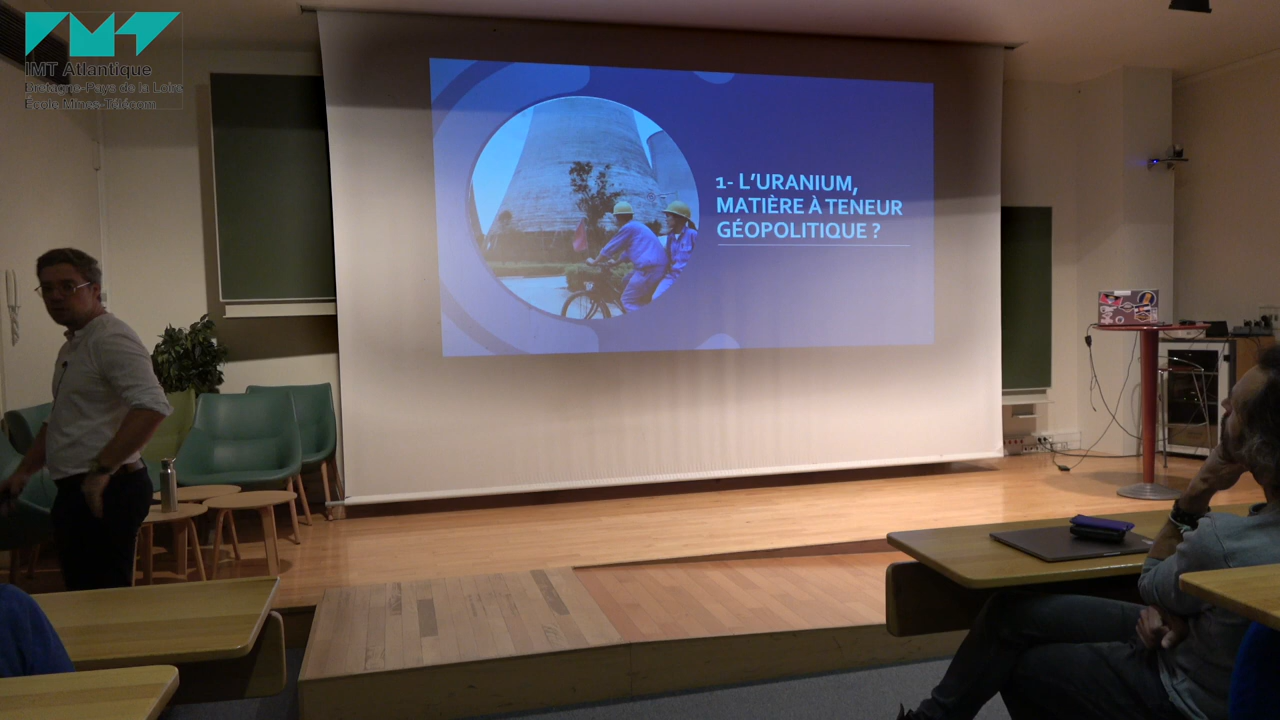 IMT Atlantique
Bretagne-Pays de la Loire
École Mines-Télécom
1- L'URANIUM,
MATIÈRE À TENEUR
GÉOPOLITIQUE ?